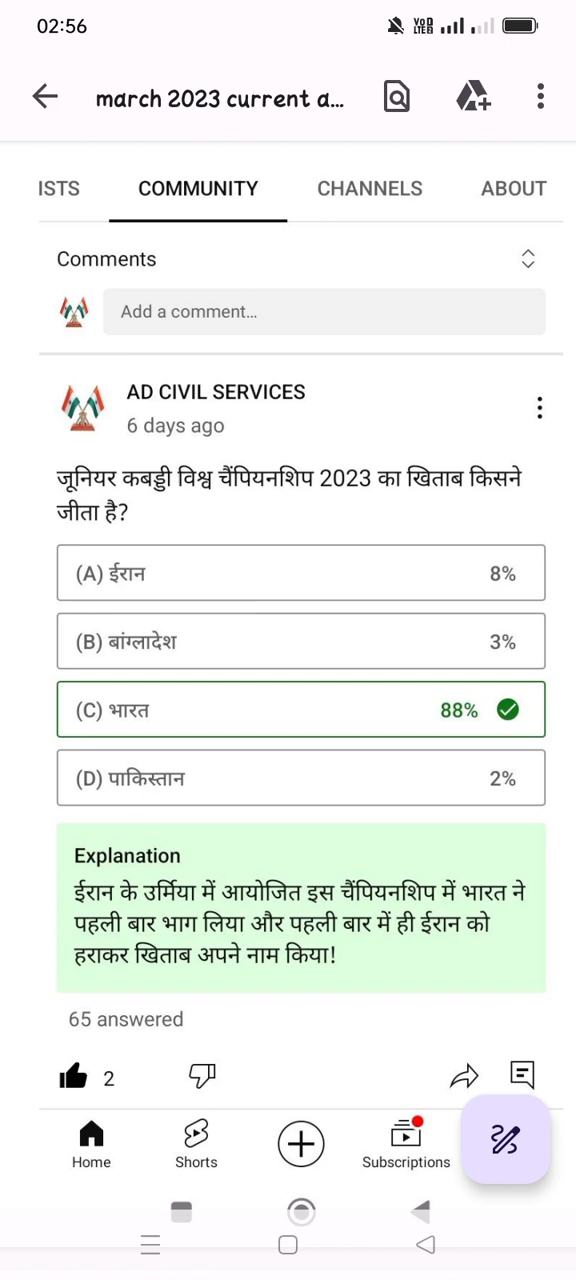 02:56
VoD LTE
march 2023 current a...
ISTS COMMUNITY CHANNELS ABOUT
Comments
Add a comment...
AD CIVIL SERVICES
6 days ago
जूनियर कबड्डी विश्व चैंपियनशिप 2023 का खिताब किसने
जीता है?
(A) ईरान 8%
(B) बांग्लादेश 3%
(C) भारत 88%
(D) पाकिस्तान 2%
Explanation
ईरान के उर्मिया में आयोजित इस चैंपियनशिप में भारत ने
पहली बार भाग लिया और पहली बार में ही ईरान को
हराकर खिताब अपने नाम किया!
65 answered
2
Home Shorts Subscriptions